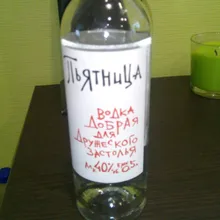 Пьятница
водка
добрая
для
дружеского
застолья
40%